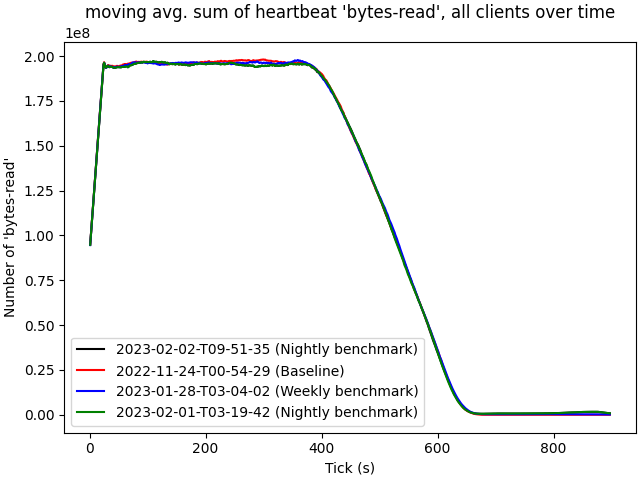 moving avg. sum of heartbeat 'bytes-read', all clients over time
1e8
2.00
1.75
1.50
1.25
1.00
0.75
0.50
0.25
0.00
Number of 'bytes-read'
2023-02-02-T09-51-35 (Nightly benchmark)
2022-11-24-T00-54-29 (Baseline)
2023-01-28-T03-04-02 (Weekly benchmark)
2023-02-01-T03-19-42 (Nightly benchmark)
0 200 400 600 800
Tick (s)